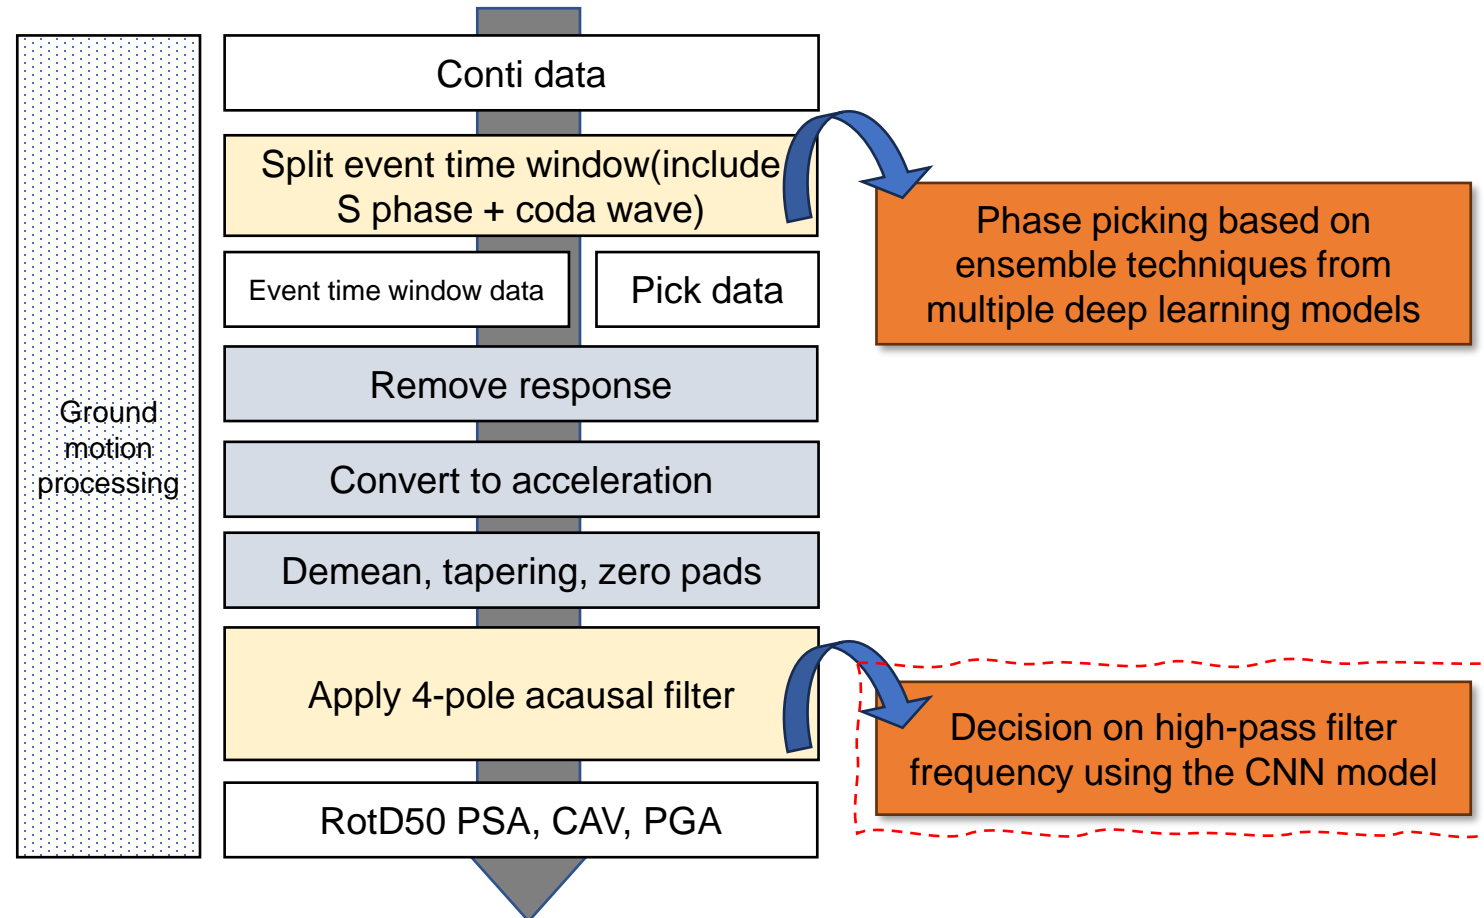 Conti data
Split event time window(include
S phase + coda wave)
Phase picking based on
ensemble techniques from
multiple deep learning models
Event time window data
Pick data
Remove response
Ground
motion
processing
Convert to acceleration
Demean, tapering, zero pads
Apply 4-pole acausal filter
Decision on high-pass filter
frequency using the CNN model
RotD50 PSA, CAV, PGA